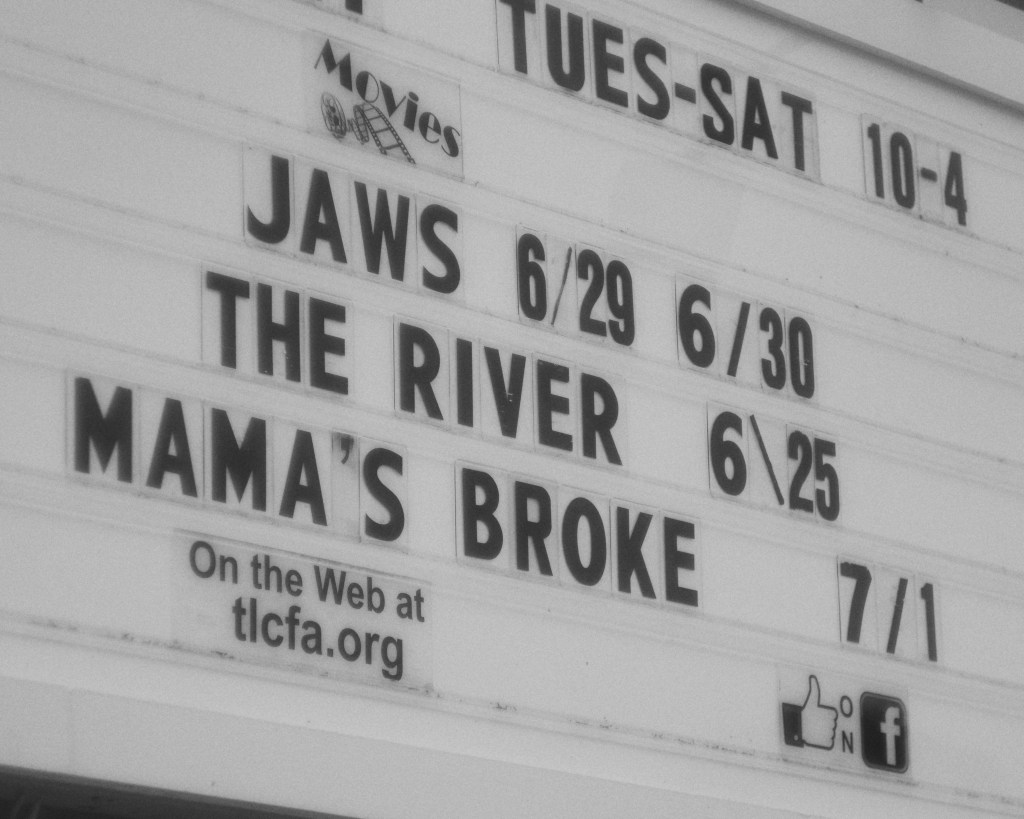 TUES-SAT 10-4
Movies
JAWS 6/29 6/30
THE RIVER 6\25
MAMA'S BROKE 7/1
On the Web at
tlcfa.org
ON f